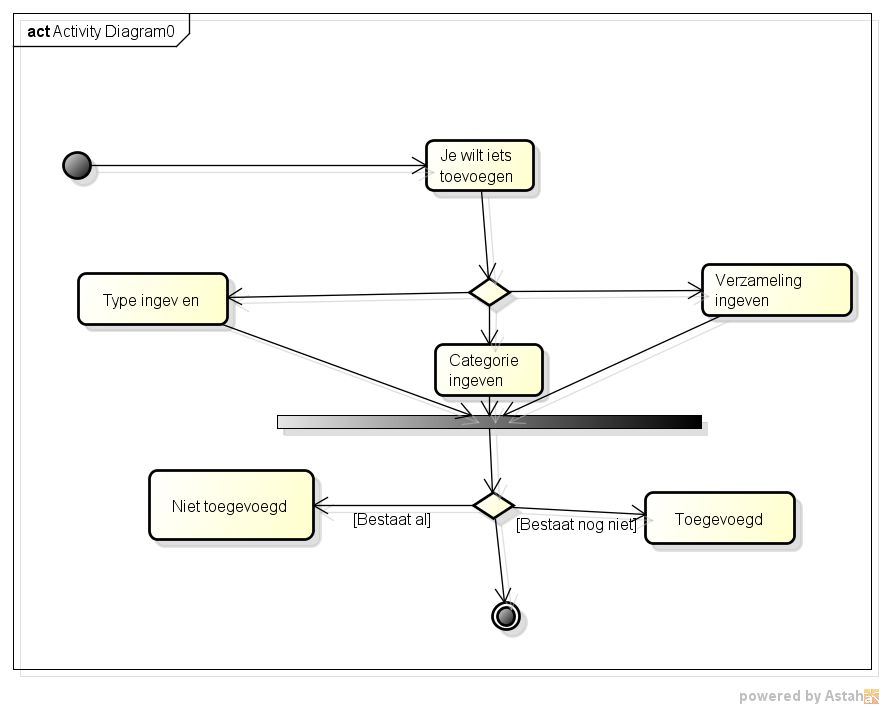 act Activity Diagram0
Je wilt iets
toevoegen
Type ingev en
Verzameling
ingeven
Categorie
ingeven
Niet toegevoegd
[Bestaat al]
[Bestaat nog niet]
Toegevoegd
powered by Astah